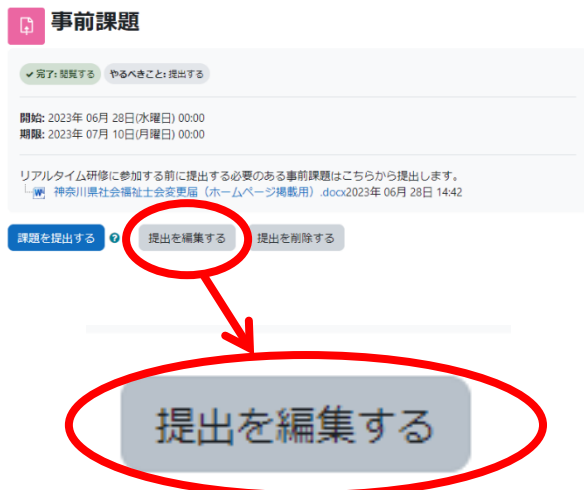 事前課題
完了: 閲覧する やるべきこと: 提出する
開始: 2023年 06月 28日(水曜日) 00:00
期限: 2023年 07月 10日(月曜日) 00:00
リアルタイム研修に参加する前に提出する必要のある事前課題はこちらから提出します。
神奈川県社会福祉士会変更届（ホームページ掲載用）.docx2023年 06月 28日 14:42
課題を提出する ? 提出を編集する 提出を削除する
提出を編集する